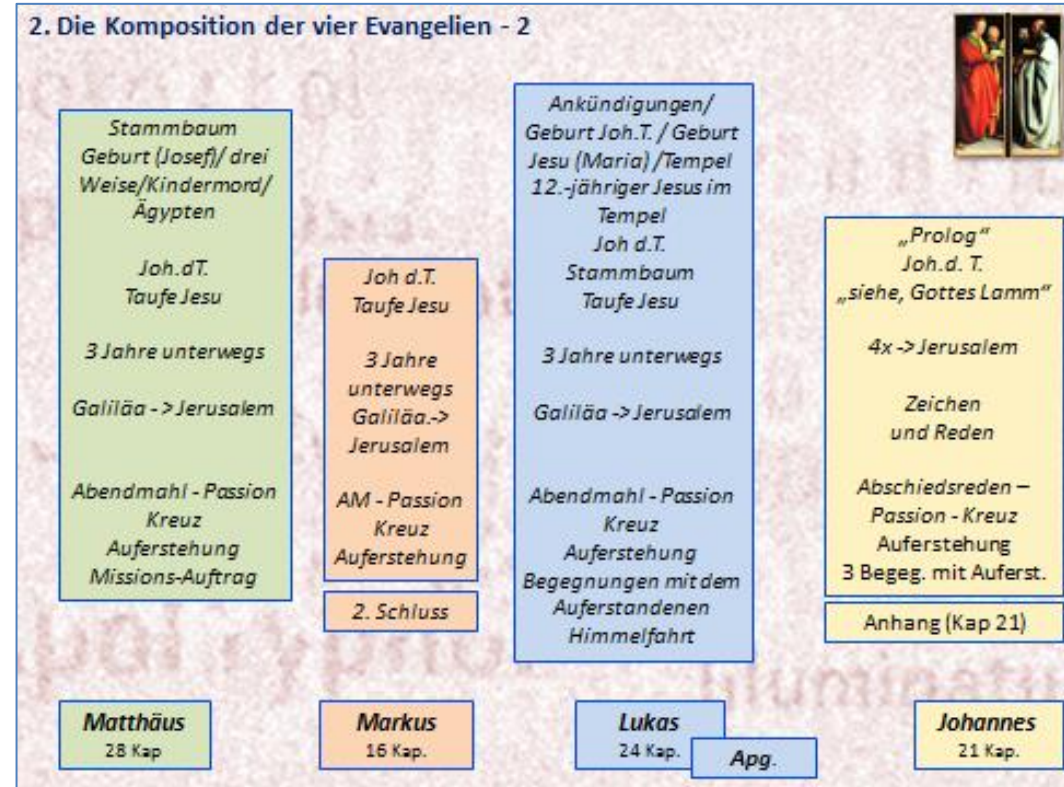 2. Die Komposition der vier Evangelien - 2
Stammbaum
Geburt (Josef)/ drei
Weise/Kindermord/
Ägypten
Joh.dT.
Taufe Jesu
3 Jahre unterwegs
Galiläa -> Jerusalem
Abendmahl - Passion
Kreuz
Auferstehung
Missions-Auftrag
Joh d.T.
Taufe Jesu
3 Jahre
unterwegs
Galiläa.->
Jerusalem
AM - Passion
Kreuz
Auferstehung
2. Schluss
Ankündigungen/
Geburt Joh.T. / Geburt
Jesu (Maria) /Tempel
12.-jähriger Jesus im
Tempel
Joh d.T.
Stammbaum
Taufe Jesu
3 Jahre unterwegs
Galiläa -> Jerusalem
Abendmahl - Passion
Kreuz
Auferstehung
Begegnungen mit dem
Auferstandenen
Himmelfahrt
„Prolog“
Joh.d. T.
„siehe, Gottes Lamm“
4x -> Jerusalem
Zeichen
und Reden
Abschiedsreden –
Passion - Kreuz
Auferstehung
3 Begeg. mit Auferst.
Anhang (Kap 21)
Matthäus
28 Kap
Markus
16 Kap.
Lukas
24 Kap.
Apg.
Johannes
21 Kap.